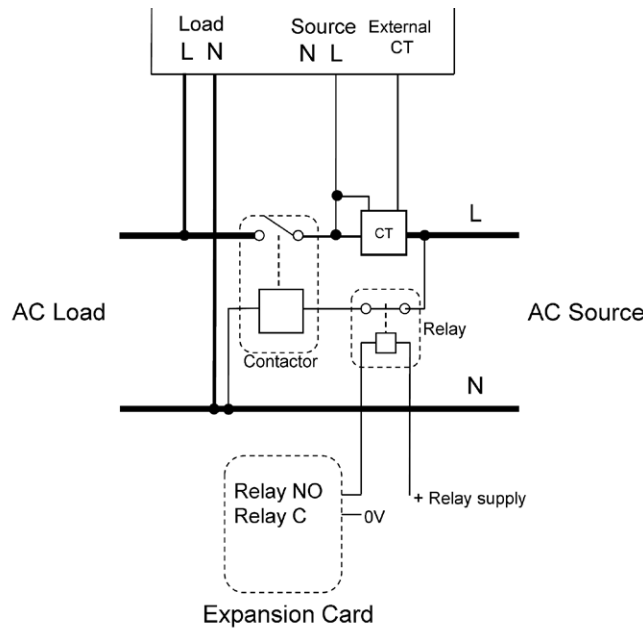 Load
L N
Source
N L
External
CT
CT
L
AC Load
AC Source
Relay
Contactor
N
Relay NO
Relay C
0V
+ Relay supply
Expansion Card